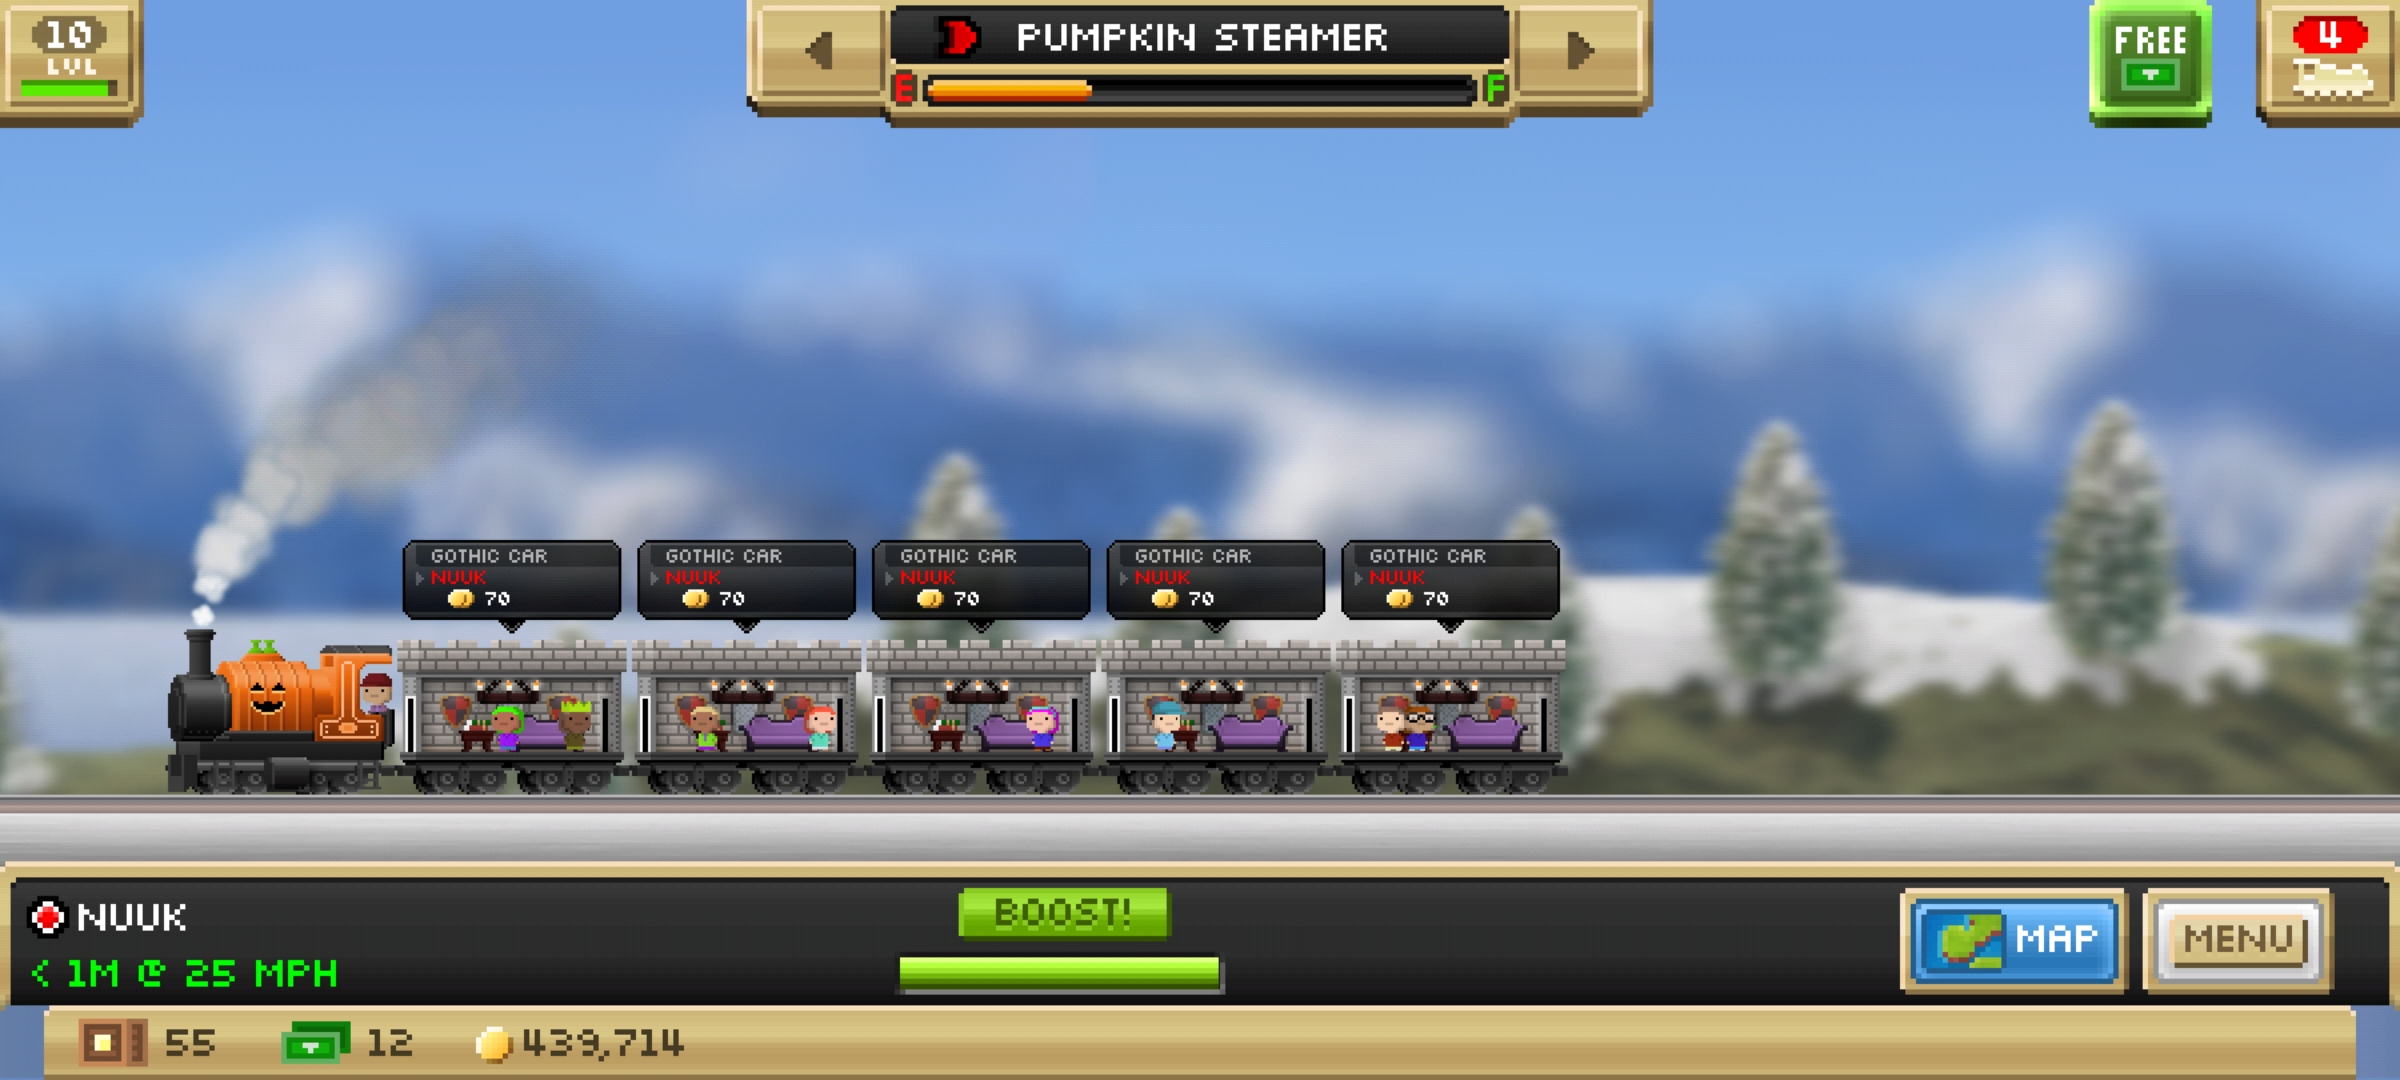 10
LVL
PUMPKIN STEAMER
E F
FREE
4
GOTHIC CAR
NUUK
70
GOTHIC CAR
NUUK
70
GOTHIC CAR
NUUK
70
GOTHIC CAR
NUUK
70
GOTHIC CAR
NUUK
70
NUUK
< 1M @ 25 MPH
BOOST!
MAP
MENU
55
12
439,714